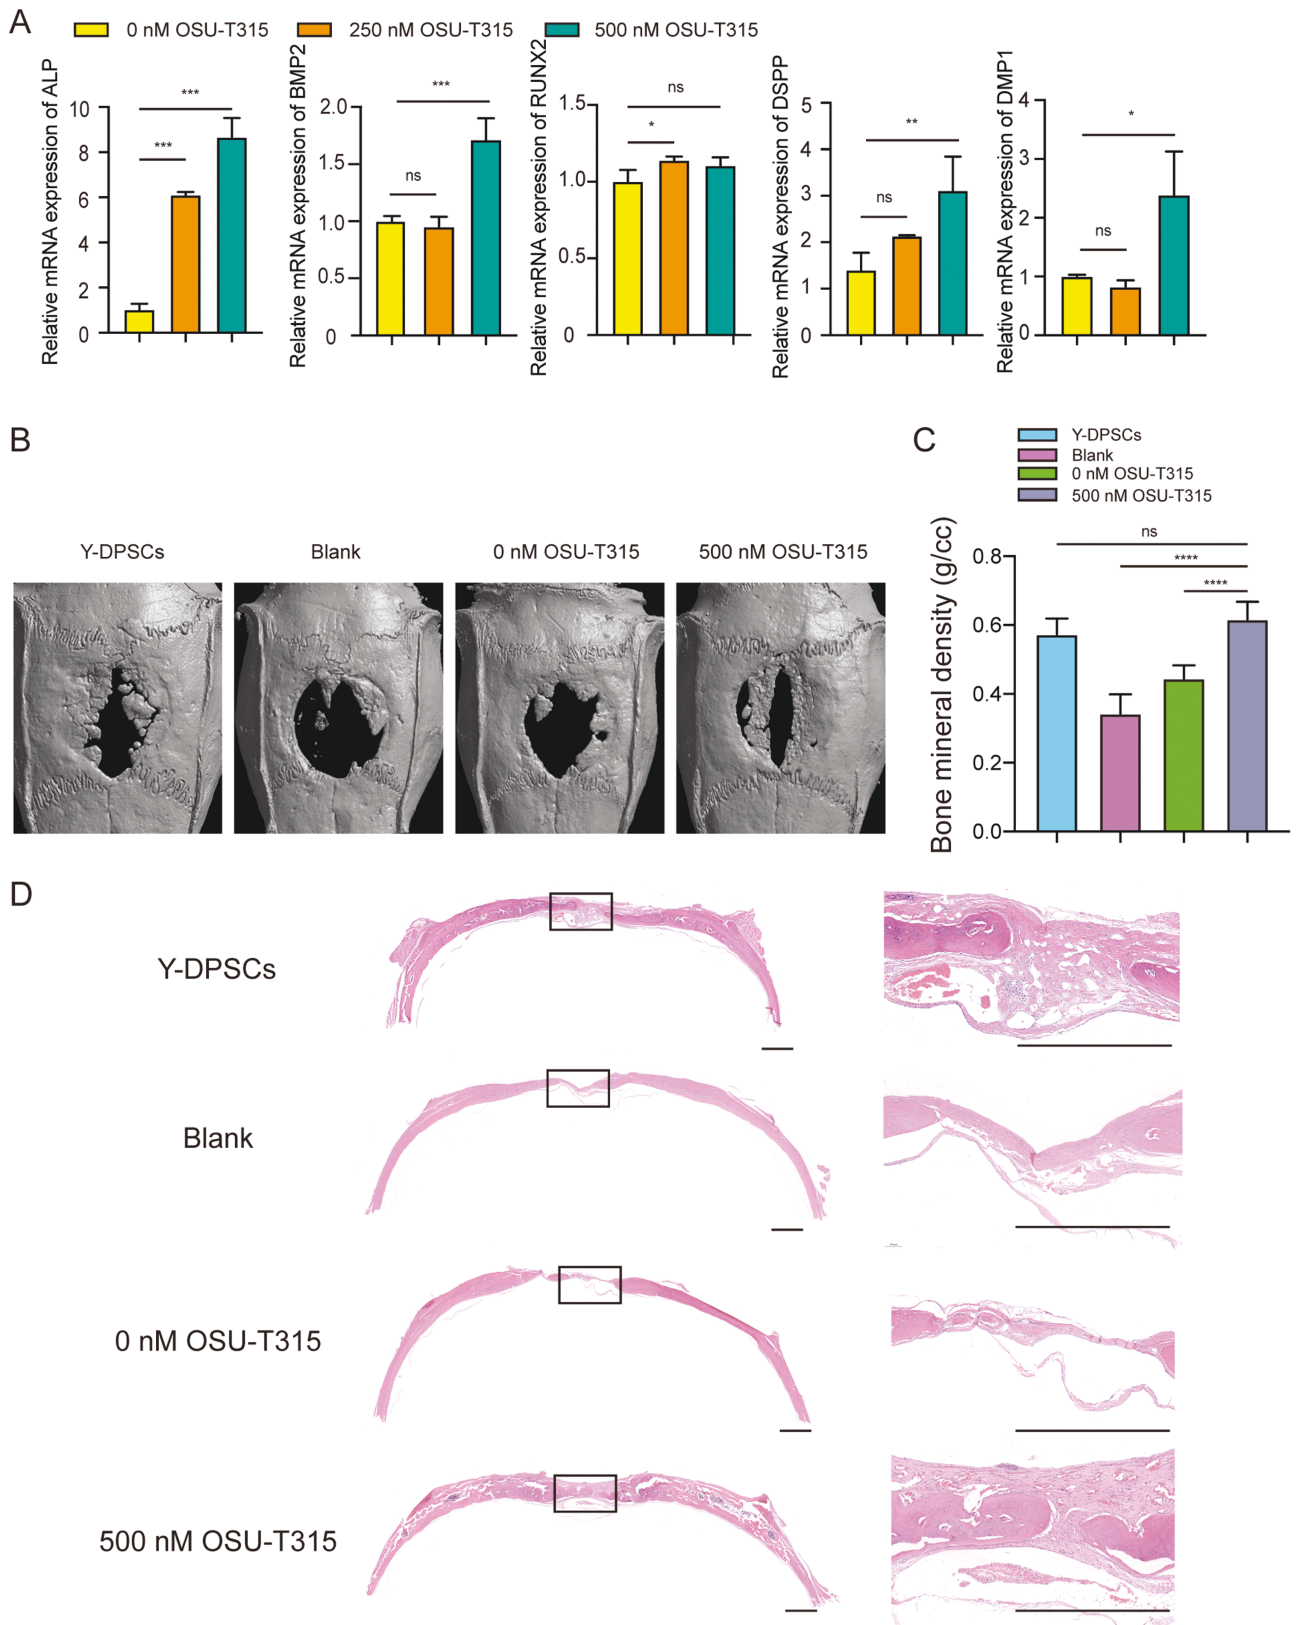 A
0 nM OSU-T315
250 nM OSU-T315
500 nM OSU-T315
Relative mRNA expression of ALP
10
8
6
4
2
0
***
***
Relative mRNA expression of BMP2
2.0
1.5
1.0
0.5
0
***
ns
Relative mRNA expression of RUNX2
1.5
1.0
0.5
0
ns
*
Relative mRNA expression of DSPP
5
4
3
2
1
0
**
ns
Relative mRNA expression of DMP1
4
3
2
1
0
*
ns
B
Y-DPSCs
Blank
0 nM OSU-T315
500 nM OSU-T315
C
Y-DPSCs
Blank
0 nM OSU-T315
500 nM OSU-T315
Bone mineral density (g/cc)
0.8
0.6
0.4
0.2
0.0
ns
****
****
D
Y-DPSCs
Blank
0 nM OSU-T315
500 nM OSU-T315